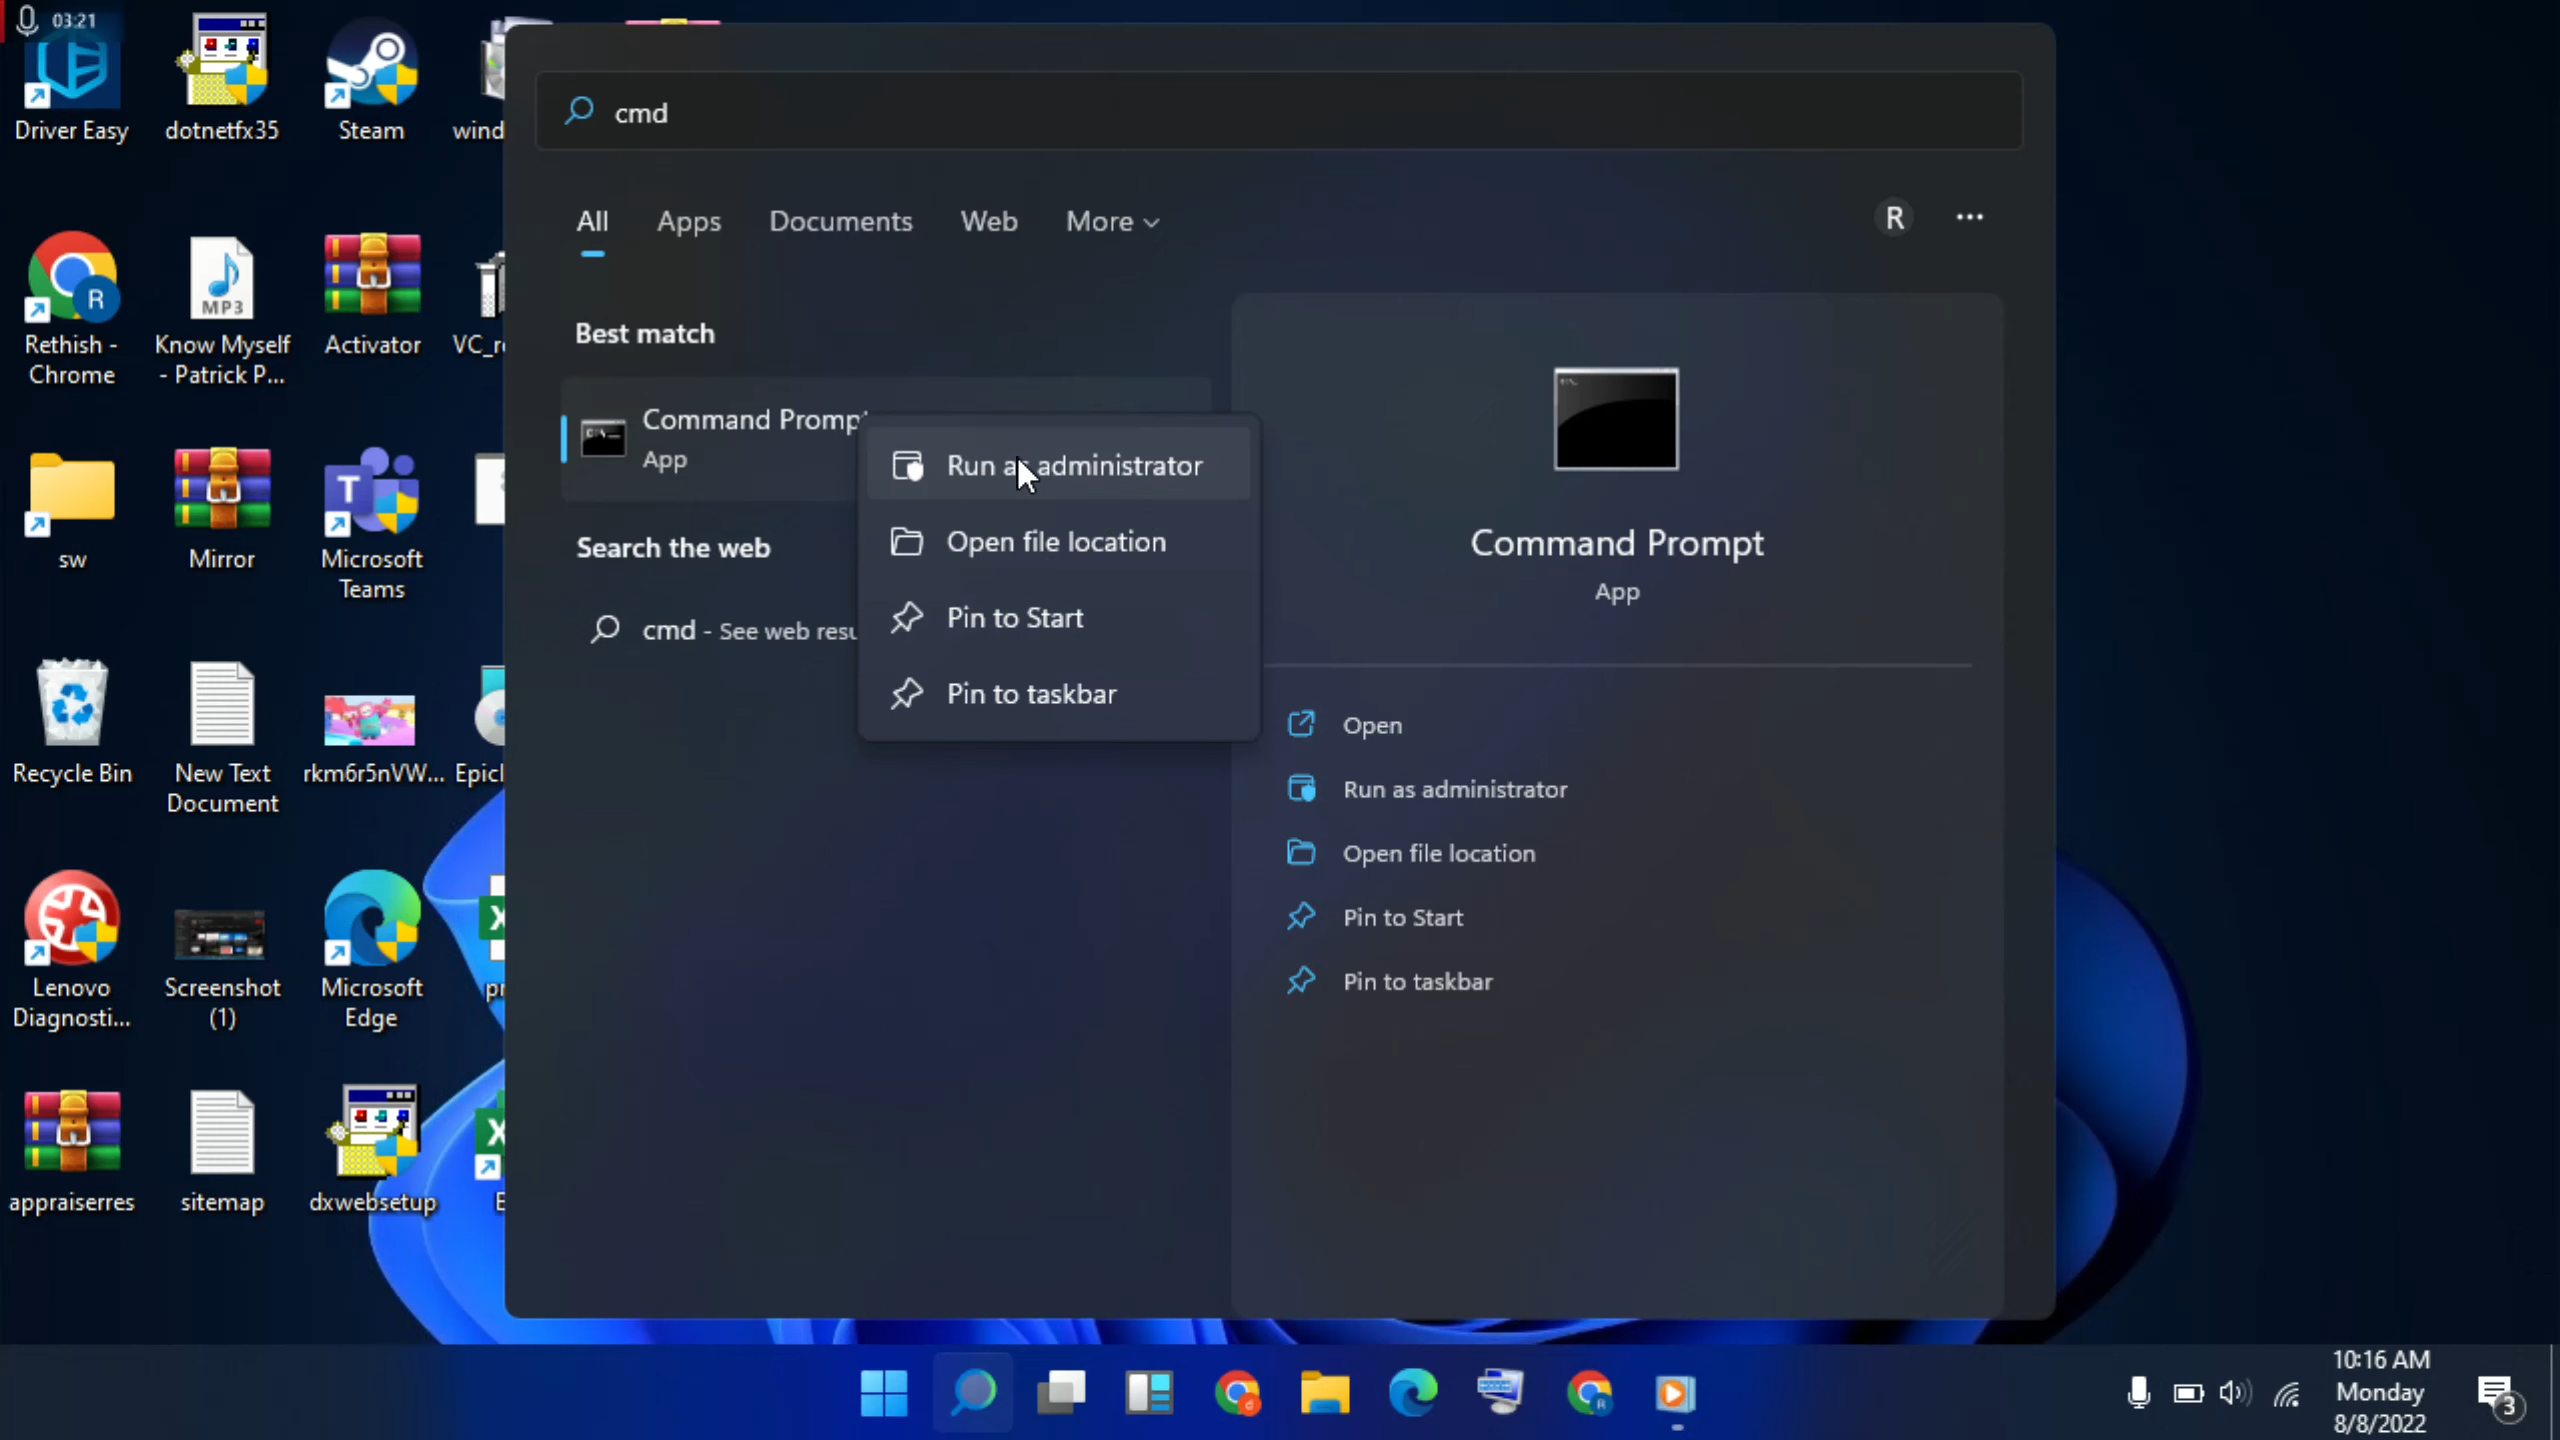 03:21
Driver Easy
dotnetfx35
Steam
wind
Rethish -
Chrome
MP3
Know Myself
- Patrick P...
Activator
VC_r
sw
Mirror
T
Microsoft
Teams
Recycle Bin
New Text
Document
rkm6r5nVW...
Epic
Lenovo
Diagnosti...
Screenshot
(1)
Microsoft
Edge
pr
appraiserres
sitemap
dxwebsetup
E
cmd
All
Apps
Documents
Web
More
R
Best match
Command Prompt
App
Search the web
cmd - See web resu
Run as administrator
Open file location
Pin to Start
Pin to taskbar
Command Prompt
App
Open
Run as administrator
Open file location
Pin to Start
Pin to taskbar
10:16 AM
Monday
8/8/2022
3